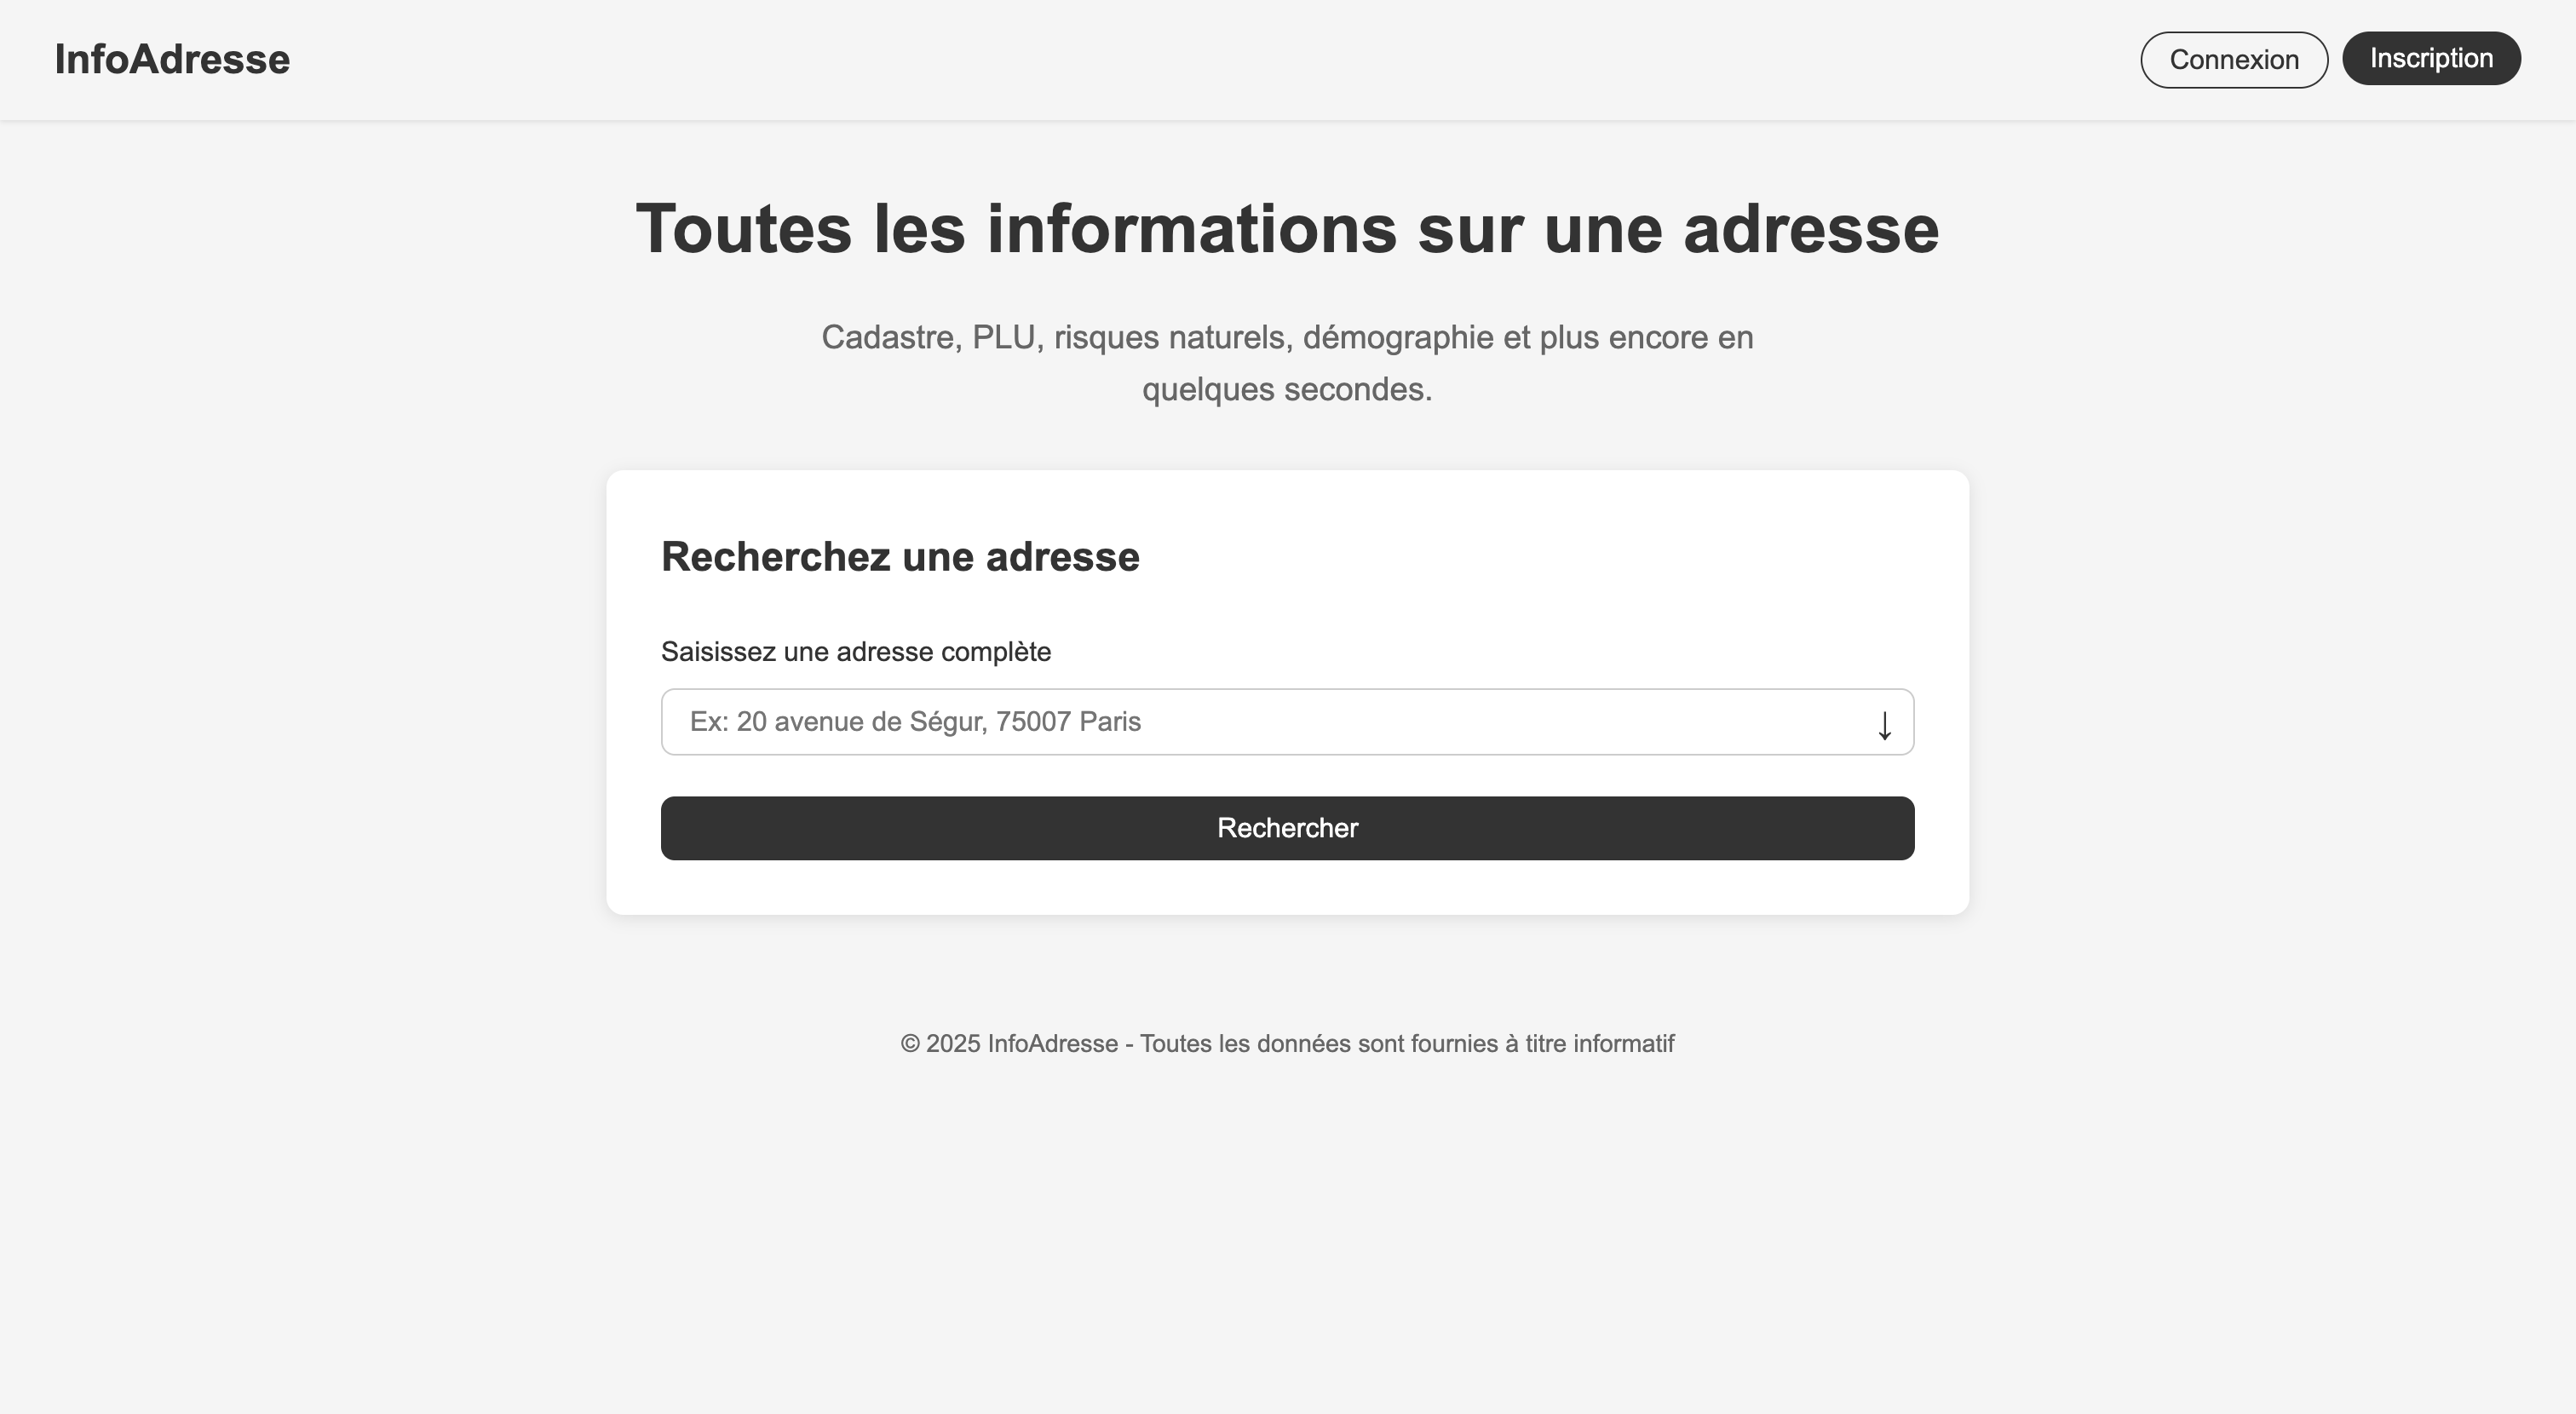 InfoAdresse
Connexion
Inscription
Toutes les informations sur une adresse
Cadastre, PLU, risques naturels, démographie et plus encore en
quelques secondes.
Recherchez une adresse
Saisissez une adresse complète
Ex: 20 avenue de Ségur, 75007 Paris
Rechercher
© 2025 InfoAdresse - Toutes les données sont fournies à titre informatif